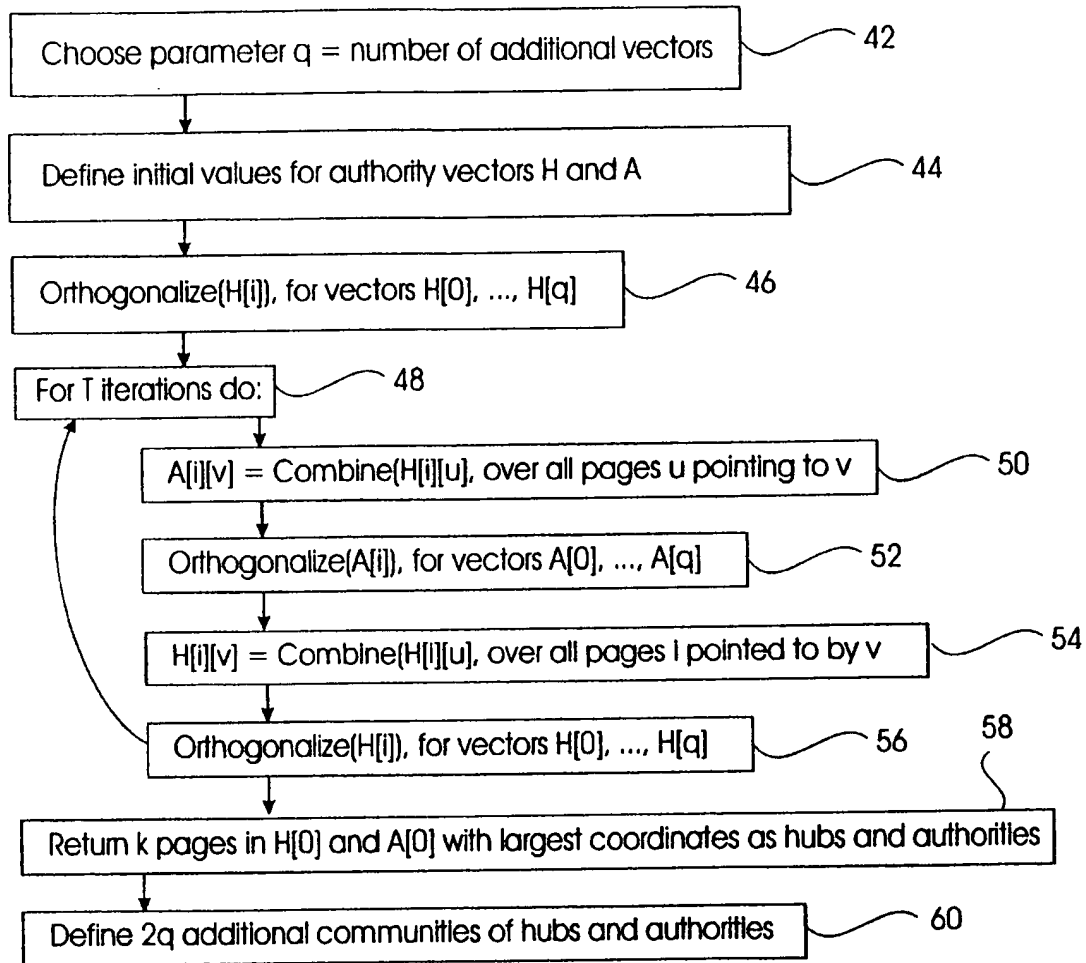 Choose parameter q = number of additional vectors
42
Define initial values for authority vectors H and A
44
Orthogonalize(H[i]), for vectors H[0], ..., H[q]
46
For T iterations do:
48
A[i][v] = Combine(H[i][u], over all pages u pointing to v
50
Orthogonalize(A[i]), for vectors A[0], ..., A[q]
52
H[i][v] = Combine(H[i][u], over all pages l pointed to by v
54
Orthogonalize(H[i]), for vectors H[0], ..., H[q]
56
58
Return k pages in H[0] and A[0] with largest coordinates as hubs and authorities
Define 2q additional communities of hubs and authorities
60